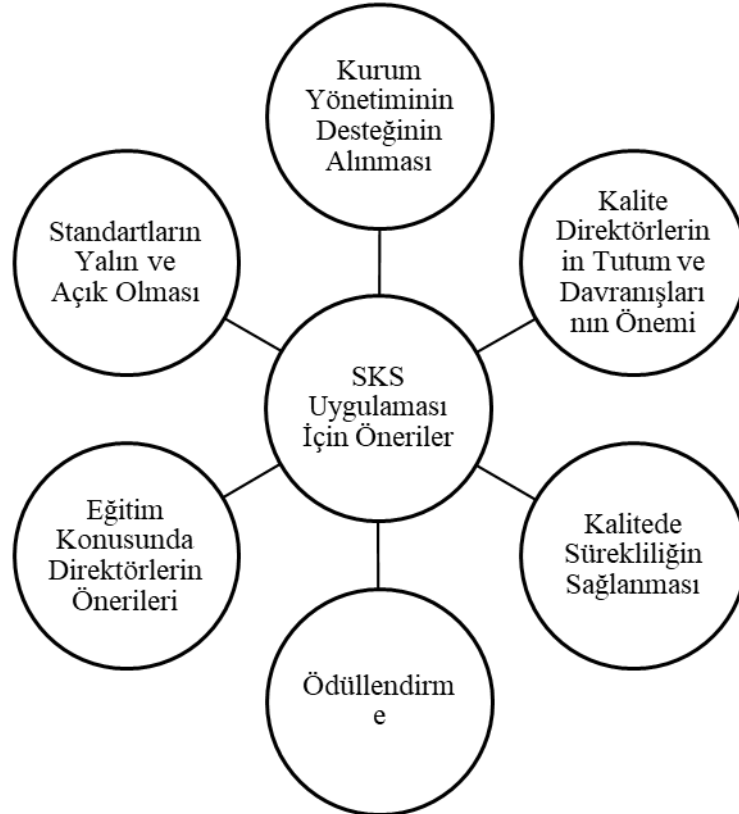 Kurum
Yönetiminin
Desteğinin
Alınması
Kalite
Direktörlerin
in Tutum ve
Davranışları
nın Önemi
Kalitede
Sürekliliğin
Sağlanması
Ödüllendirm
e
Eğitim
Konusunda
Direktörlerin
Önerileri
Standartların
Yalın ve
Açık Olması
SKS
Uygulaması
İçin Öneriler